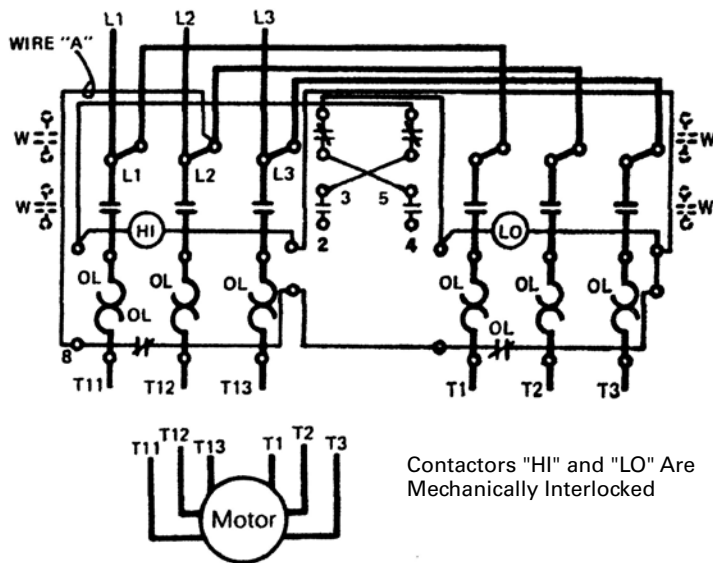 L1 L2 L3
WIRE "A"
W
W
W
W
L1 L2 L3
3 5
2 4
HI
LO
OL OL OL
OL OL OL
OL
OL
8
T11 T12 T13
T1 T2 T3
T11 T12 T13 T1 T2 T3
Motor
Contactors "HI" and "LO" Are
Mechanically Interlocked